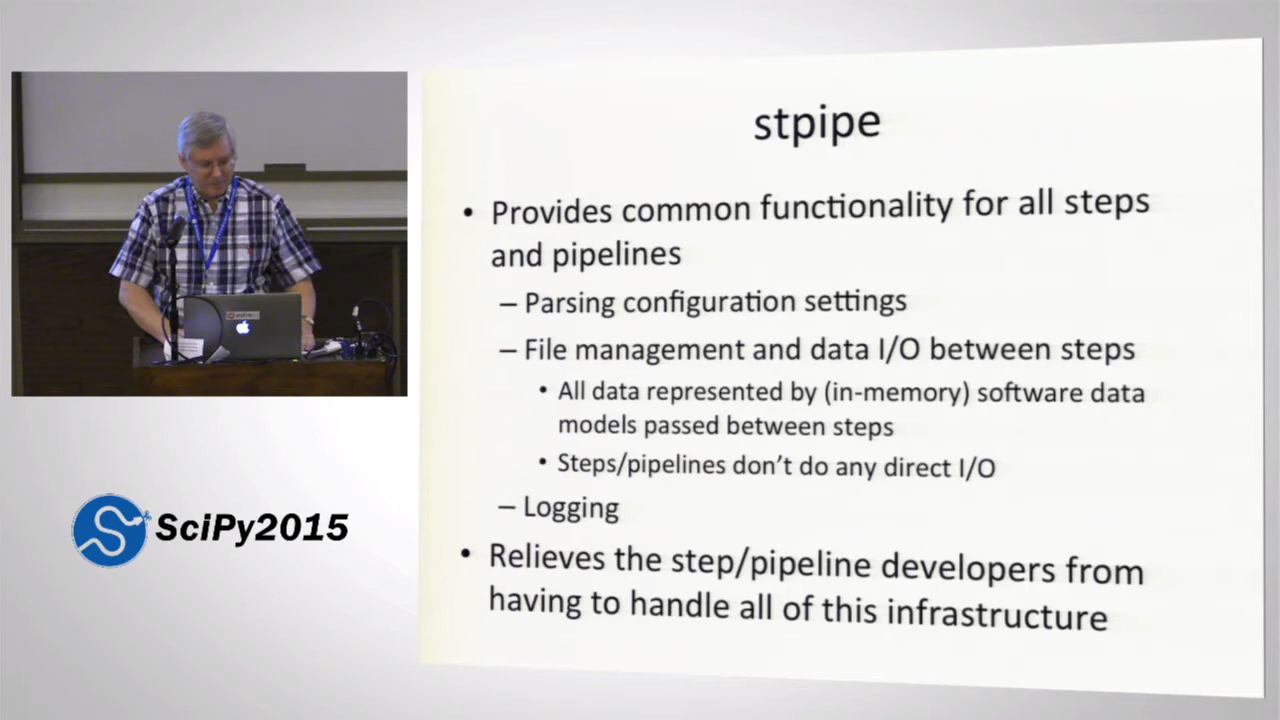 stpipe
• Provides common functionality for all steps
and pipelines
– Parsing configuration settings
– File management and data I/O between steps
• All data represented by (in-memory) software data
models passed between steps
• Steps/pipelines don't do any direct I/O
– Logging
• Relieves the step/pipeline developers from
having to handle all of this infrastructure
SciPy2015